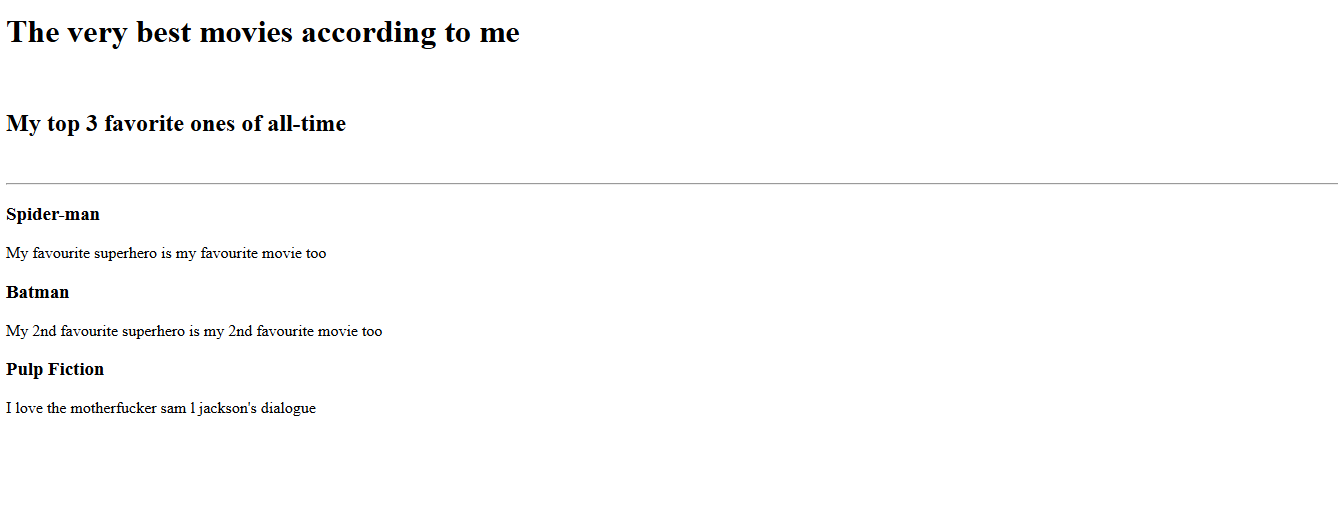 The very best movies according to me
My top 3 favorite ones of all-time
Spider-man
My favourite superhero is my favourite movie too
Batman
My 2nd favourite superhero is my 2nd favourite movie too
Pulp Fiction
I love the motherfucker sam l jackson's dialogue